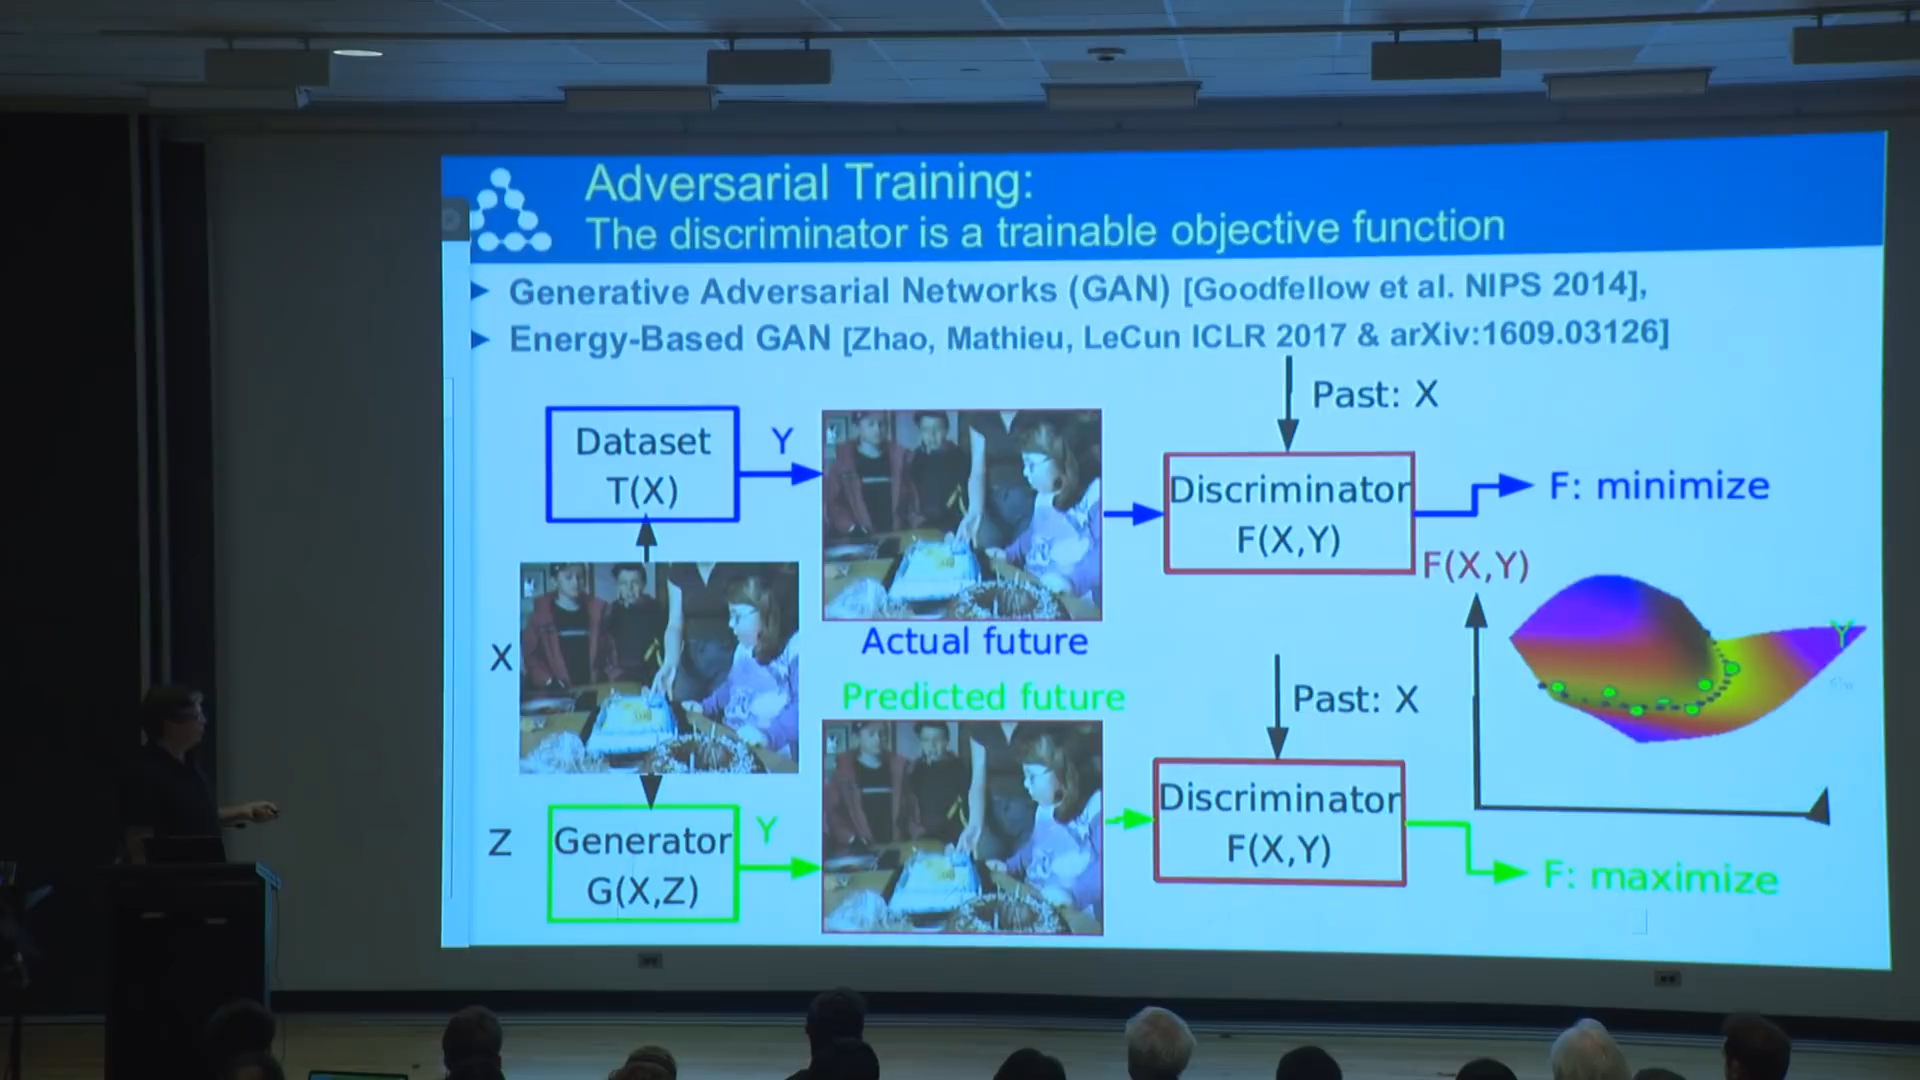 Adversarial Training:
The discriminator is a trainable objective function
Generative Adversarial Networks (GAN) [Goodfellow et al. NIPS 2014],
Energy-Based GAN [Zhao, Mathieu, LeCun ICLR 2017 & arXiv:1609.03126]
Past: X
Dataset
T(X)
Y
Discriminator
F(X,Y)
F: minimize
F(X,Y)
Actual future
X
Y
Predicted future
Past: X
Z
Generator
G(X,Z)
Y
Discriminator
F(X,Y)
F: maximize